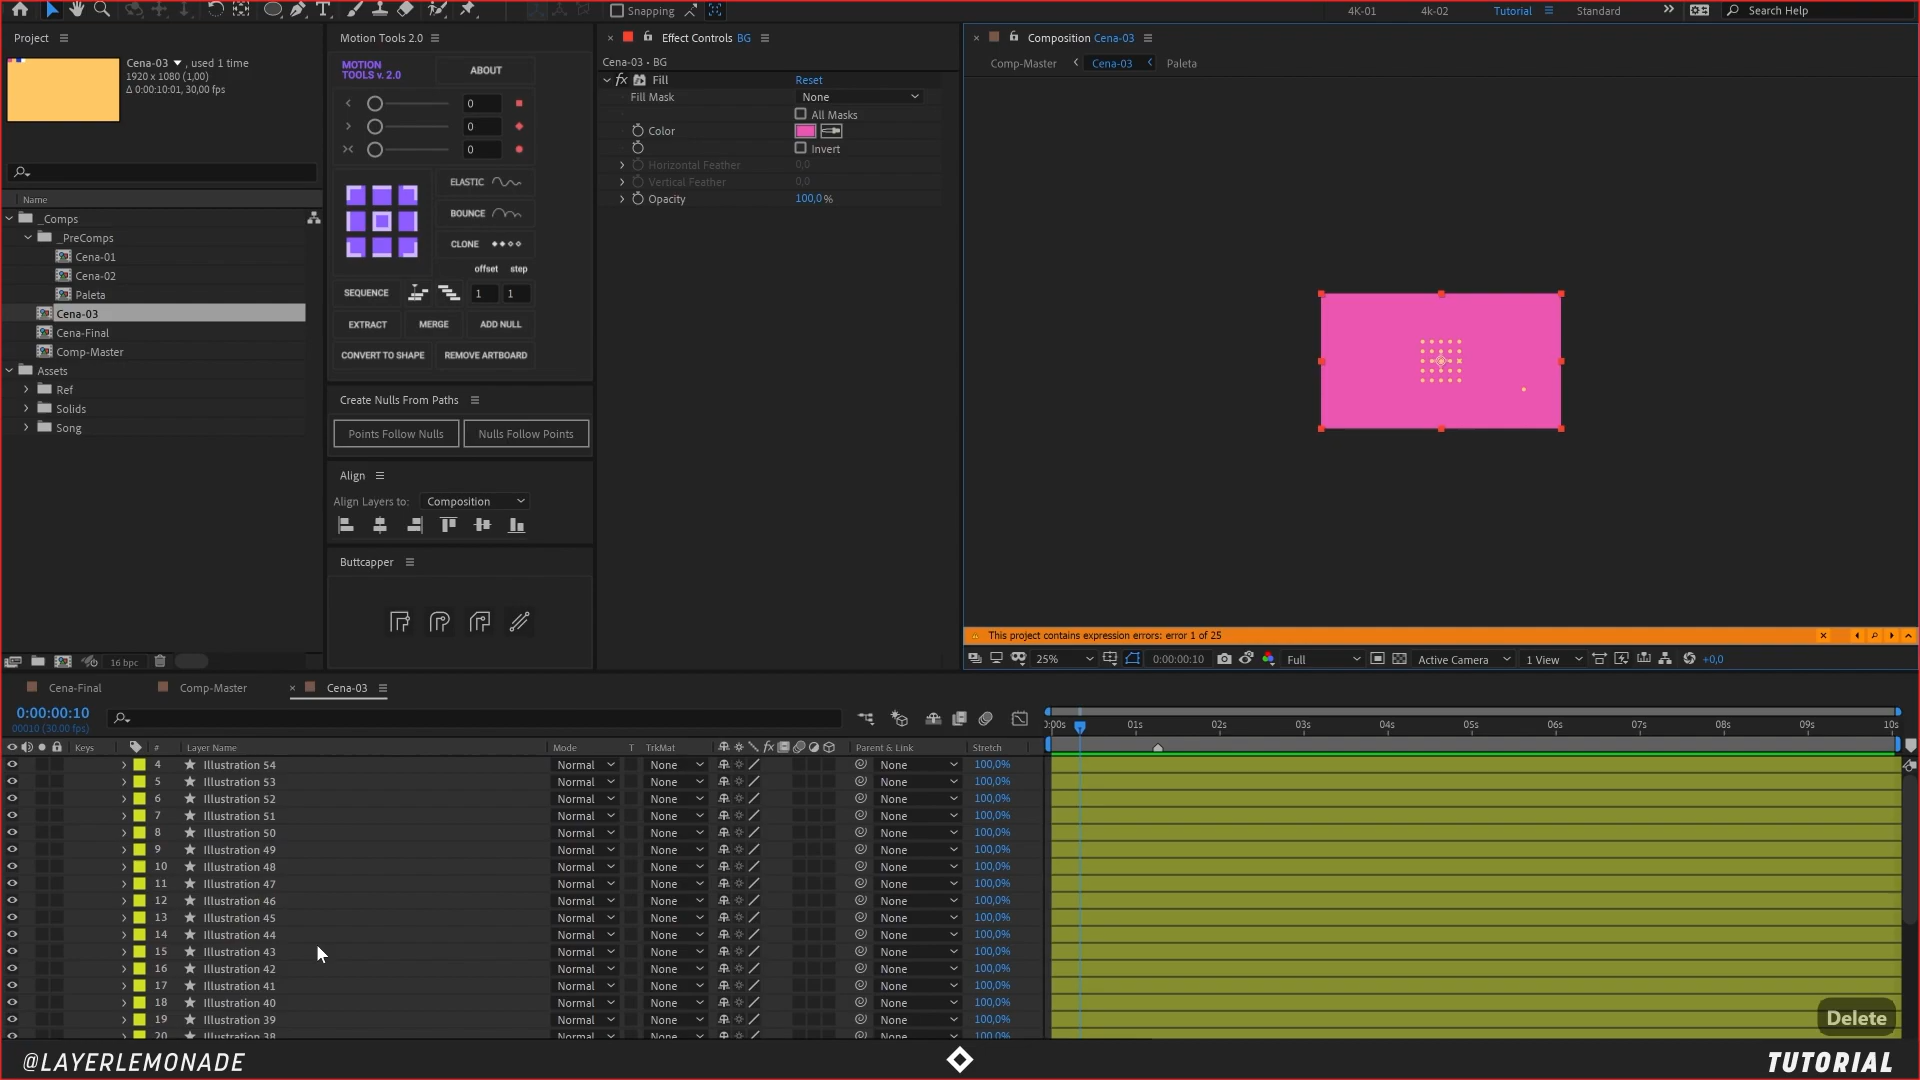 Snapping
4K-01
4k-02
Tutorial
Standard
Search Help
Project
Cena-03 , used 1 time
1920 x 1080 (1,00)
Δ 0:00:10:01, 30,00 fps
Name
_Comps
_PreComps
Cena-01
Cena-02
Paleta
Cena-03
Cena-Final
Comp-Master
Assets
Ref
Solids
Song
16 bpc
Motion Tools 2.0
MOTION
TOOLS v. 2.0
ABOUT
0
0
0
ELASTIC
BOUNCE
CLONE
offset step
SEQUENCE 1 1
EXTRACT MERGE ADD NULL
CONVERT TO SHAPE REMOVE ARTBOARD
Create Nulls From Paths
Points Follow Nulls
Nulls Follow Points
Align
Align Layers to: Composition
Buttcapper
Effect Controls BG
Cena-03 • BG
fx Fill Reset
Fill Mask None
All Masks
Color
Invert
Horizontal Feather 0,0
Vertical Feather 0,0
Opacity 100,0 %
Composition Cena-03
Comp-Master Cena-03 Paleta
This project contains expression errors: error 1 of 25
25% 0:00:00:10 Full Active Camera 1 View +0,0
Cena-Final Comp-Master Cena-03
0:00:00:10
00010 (30.00 fps)
0:00s 01s 02s 03s 04s 05s 06s 07s 08s 09s 10s
Keys # Layer Name Mode T TrkMat fx Parent & Link Stretch
4 Illustration 54 Normal None None 100,0%
5 Illustration 53 Normal None None 100,0%
6 Illustration 52 Normal None None 100,0%
7 Illustration 51 Normal None None 100,0%
8 Illustration 50 Normal None None 100,0%
9 Illustration 49 Normal None None 100,0%
10 Illustration 48 Normal None None 100,0%
11 Illustration 47 Normal None None 100,0%
12 Illustration 46 Normal None None 100,0%
13 Illustration 45 Normal None None 100,0%
14 Illustration 44 Normal None None 100,0%
15 Illustration 43 Normal None None 100,0%
16 Illustration 42 Normal None None 100,0%
17 Illustration 41 Normal None None 100,0%
18 Illustration 40 Normal None None 100,0%
19 Illustration 39 Normal None None 100,0%
20 Illustration 38 Normal None None 100,0%
Delete
@LAYERLEMONADE
TUTORIAL